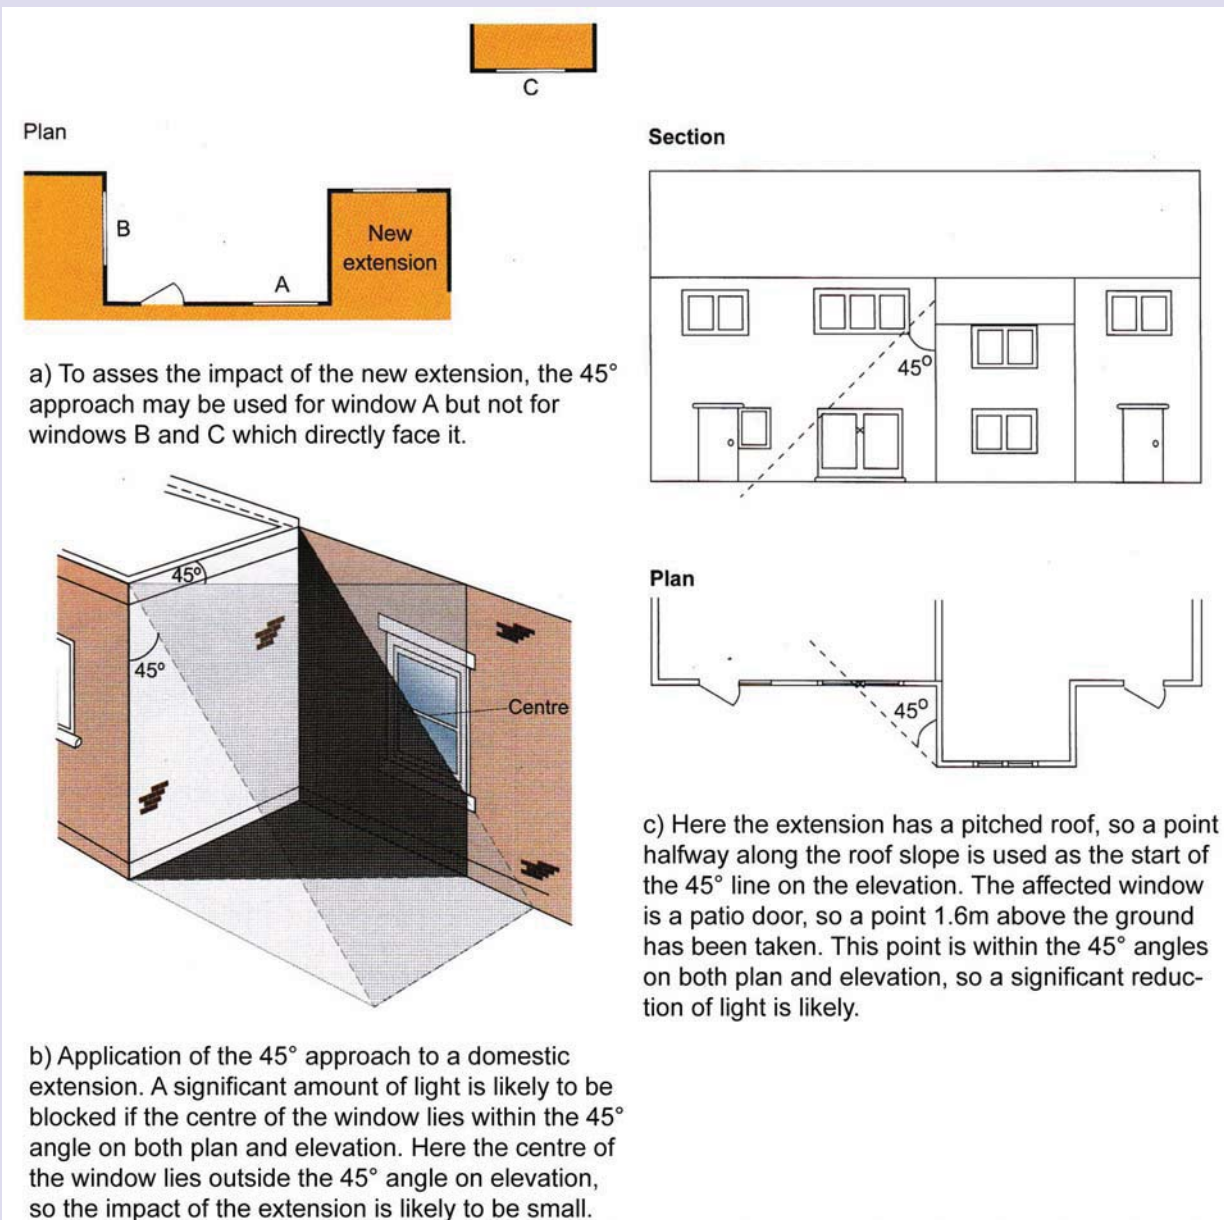 C
Plan
B
A
New
extension
a) To asses the impact of the new extension, the 45°
approach may be used for window A but not for
windows B and C which directly face it.
45º
45º
Centre
b) Application of the 45° approach to a domestic
extension. A significant amount of light is likely to be
blocked if the centre of the window lies within the 45°
angle on both plan and elevation. Here the centre of
the window lies outside the 45° angle on elevation,
so the impact of the extension is likely to be small.
Section
45º
Plan
45º
c) Here the extension has a pitched roof, so a point
halfway along the roof slope is used as the start of
the 45° line on the elevation. The affected window
is a patio door, so a point 1.6m above the ground
has been taken. This point is within the 45° angles
on both plan and elevation, so a significant reduc-
tion of light is likely.